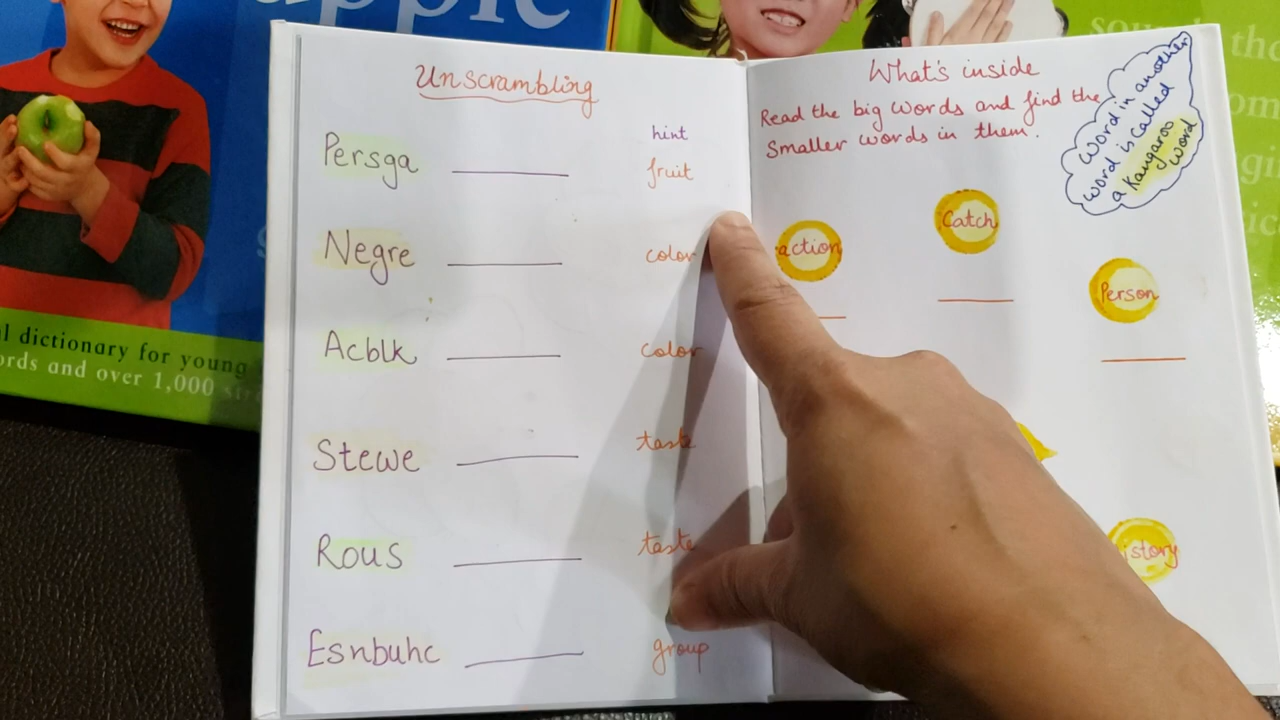 apple
l dictionary for young
ords and over 1,000
Unscrambling
hint
Persga fruit
Negre color
Acblk color
Stewe taste
Rous taste
Esnbuhc group
What's inside
Read the big words and find the
smaller words in them.
Word in another
word is called
a Kangaroo
word
action
Catch
Person
istory